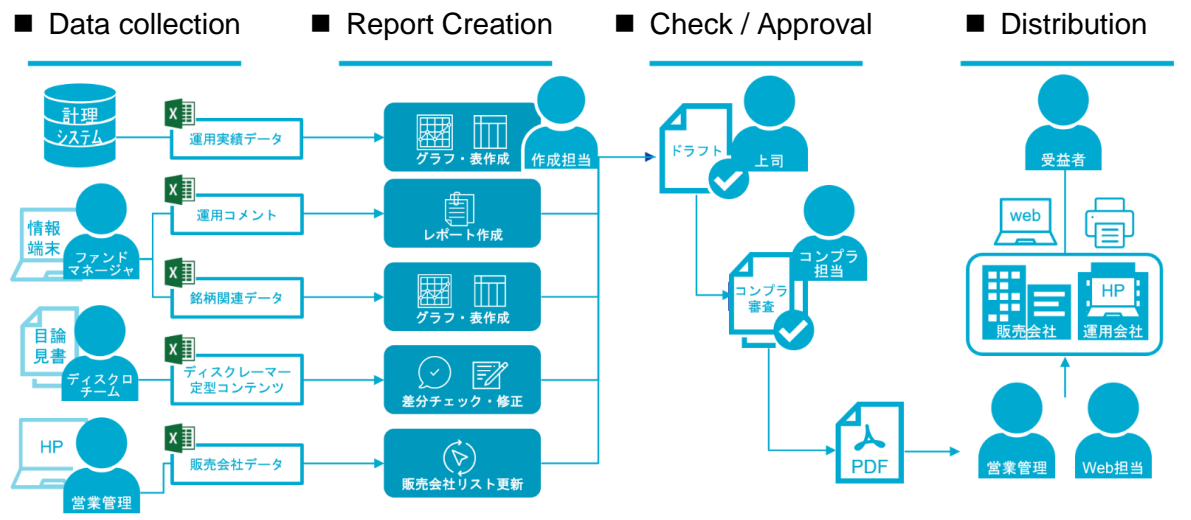 ■ Data collection
■ Report Creation
■ Check / Approval
■ Distribution
計理
システム
X
運用実績データ
グラフ・表作成
作成担当
ドラフト
上司
受益者
情報
端末
ファンド
マネージャ
X
運用コメント
レポート作成
コンプラ
担当
web
X
銘柄関連データ
グラフ・表作成
コンプラ
審査
販売会社
HP
運用会社
目論
見書
ディスクロ
チーム
X
ディスクレーマー
定型コンテンツ
差分チェック・修正
HP
営業管理
X
販売会社データ
販売会社リスト更新
PDF
営業管理
Web担当